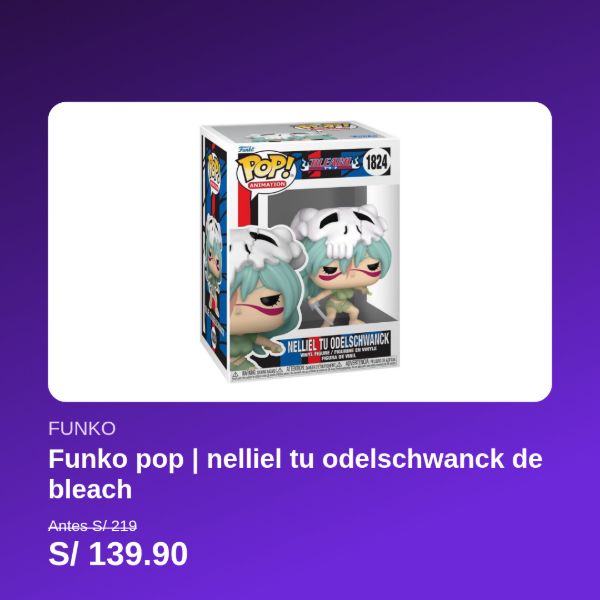 Funko
POP!
ANIMATION
BLEACH
1824
NELLIEL TU ODELSCHWANCK
VINYL FIGURE / FIGURINE EN VINYLE
FIGURA DE VINIL
FUNKO
Funko pop | nelliel tu odelschwanck de
bleach
Antes S/ 219
S/ 139.90